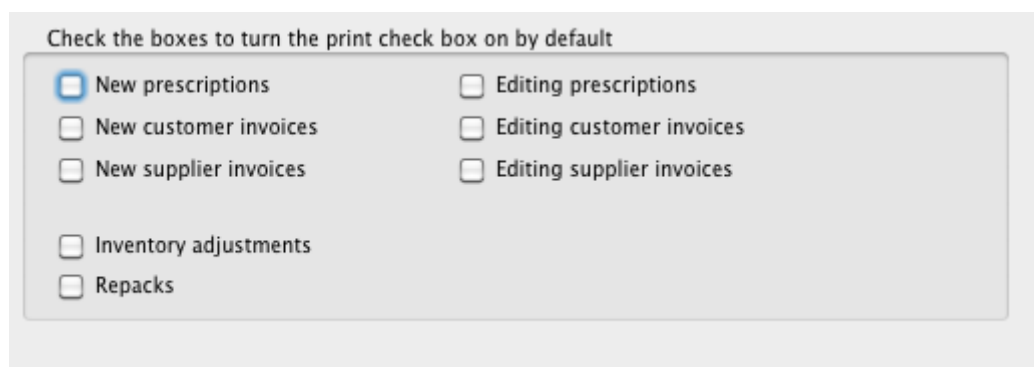 Check the boxes to turn the print check box on by default
New prescriptions
Editing prescriptions
New customer invoices
Editing customer invoices
New supplier invoices
Editing supplier invoices
Inventory adjustments
Repacks